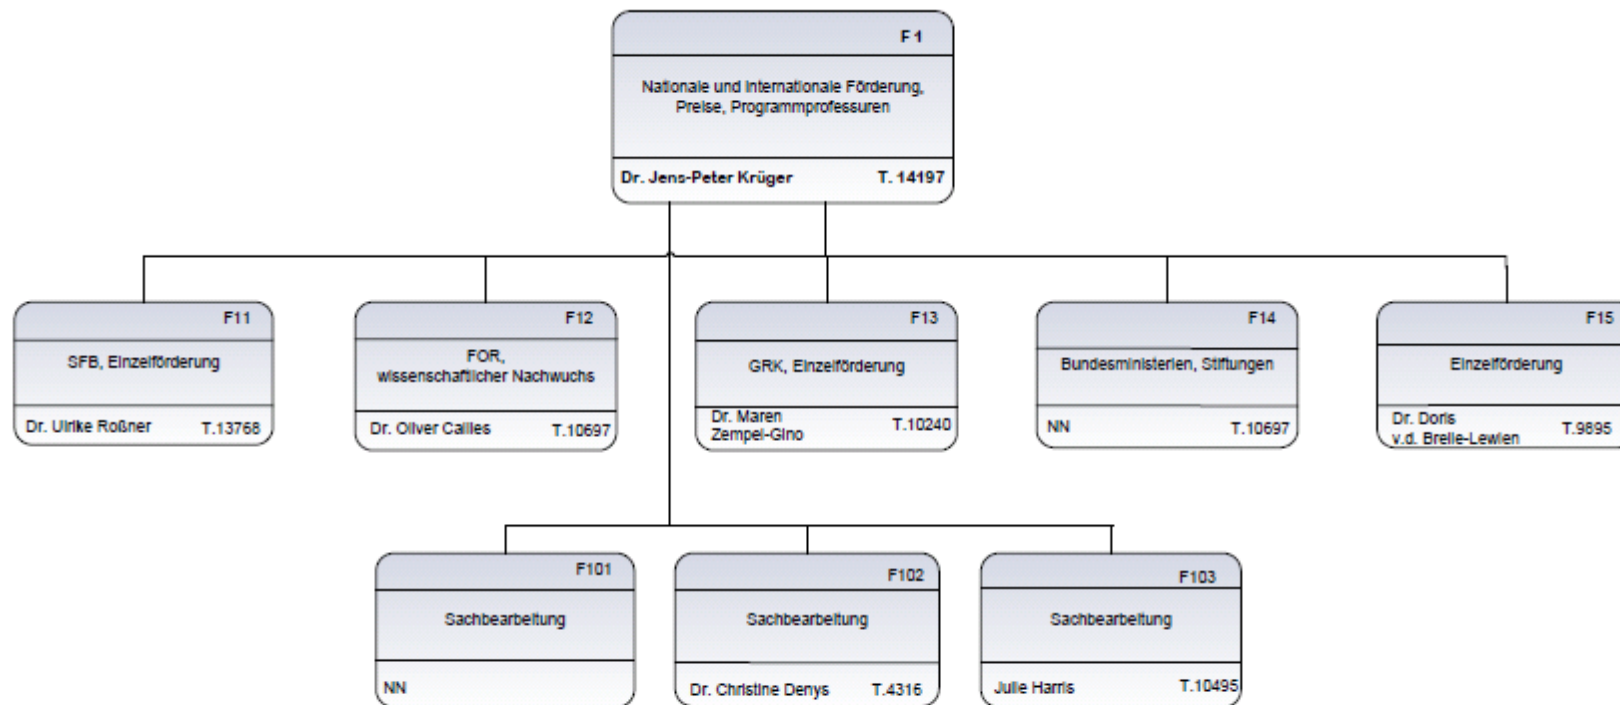 F 1
Nationale und Internationale Förderung,
Preise, Programmprofessuren
Dr. Jens-Peter Krüger T. 14197
F11
SFB, Einzelförderung
Dr. Ulrike Roßner T.13768
F12
FOR,
wissenschaftlicher Nachwuchs
Dr. Oliver Cailles T.10697
F13
GRK, Einzelförderung
Dr. Maren
Zempel-Gino T.10240
F14
Bundesministerien, Stiftungen
NN T.10697
F15
Einzelförderung
Dr. Doris
v.d. Brelie-Lewien T.9895
F101
Sachbearbeitung
NN
F102
Sachbearbeitung
Dr. Christine Denys T.4316
F103
Sachbearbeitung
Julie Harris T.10495